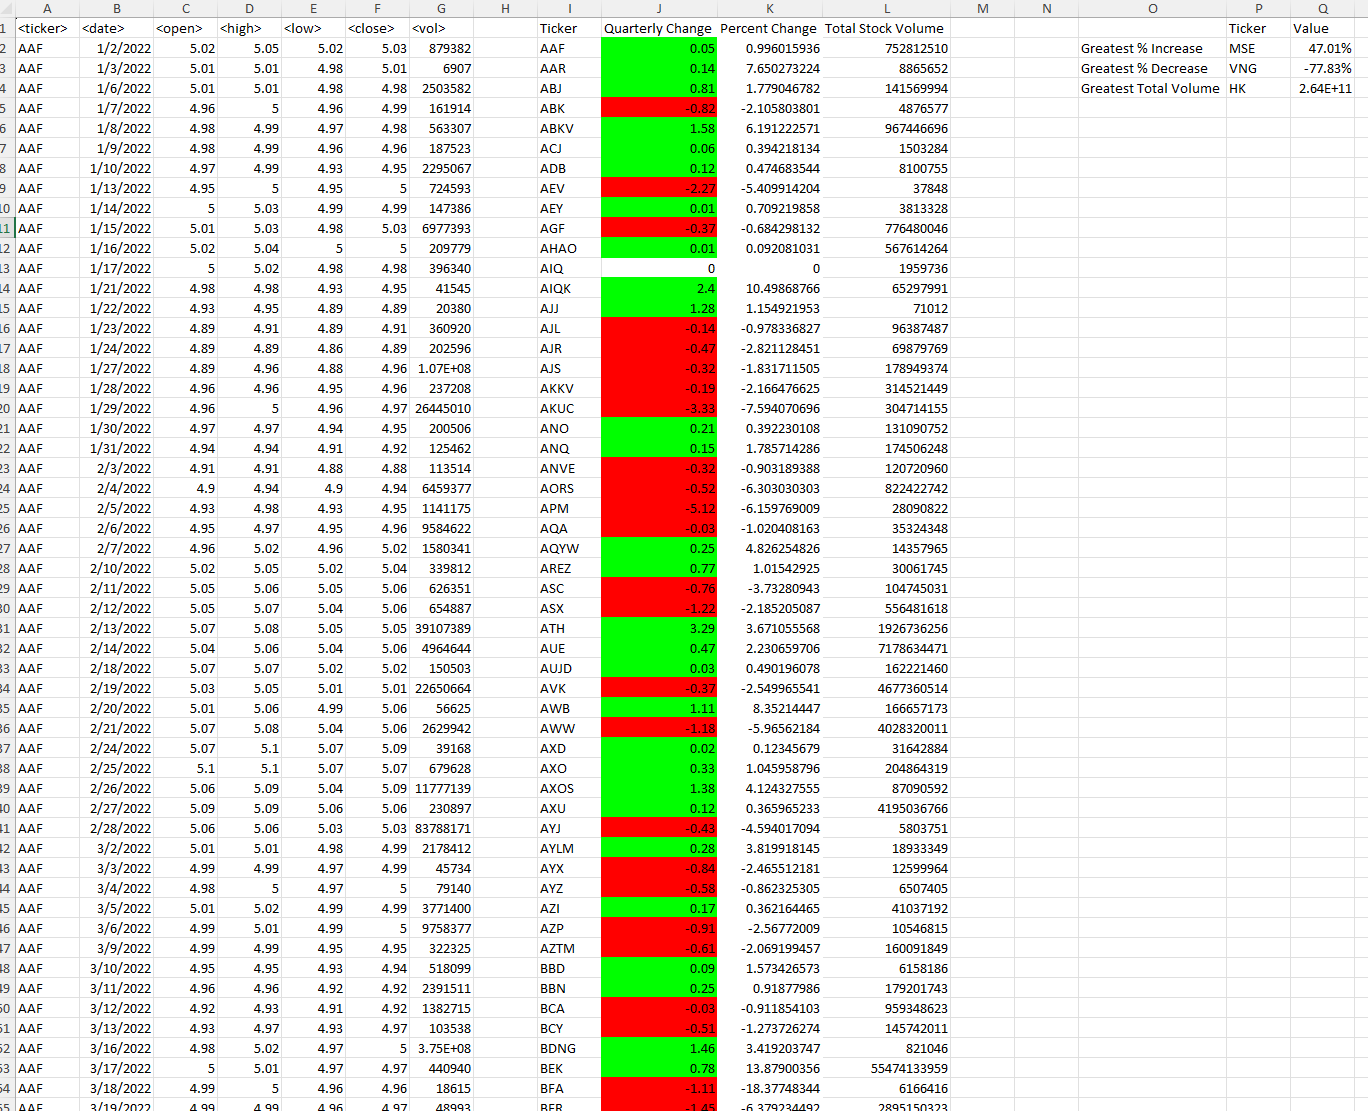 A B C D E F G H I J K L M N O P Q
1 <ticker> <date> <open> <high> <low> <close> <vol> Ticker Quarterly Change Percent Change Total Stock Volume Ticker Value
2 AAF 1/2/2022 5.02 5.05 5.02 5.03 879382 AAF 0.05 0.996015936 752812510 Greatest % Increase MSE 47.01%
3 AAF 1/3/2022 5.01 5.01 4.98 5.01 6907 AAR 0.14 7.650273224 8865652 Greatest % Decrease VNG -77.83%
4 AAF 1/6/2022 5.01 5.01 4.98 4.98 2503582 ABJ 0.81 1.779046782 141569994 Greatest Total Volume HK 2.64E+11
5 AAF 1/7/2022 4.96 5 4.96 4.99 161914 ABK -0.82 -2.105803801 4876577
6 AAF 1/8/2022 4.98 4.99 4.97 4.98 563307 ABKV 1.58 6.191222571 967446696
7 AAF 1/9/2022 4.98 4.99 4.96 4.96 187523 ACJ 0.06 0.394218134 1503284
8 AAF 1/10/2022 4.97 4.99 4.93 4.95 2295067 ADB 0.12 0.474683544 8100755
9 AAF 1/13/2022 4.95 5 4.95 5 724593 AEV -2.27 -5.409914204 37848
10 AAF 1/14/2022 5 5.03 4.99 4.99 147386 AEY 0.01 0.709219858 3813328
11 AAF 1/15/2022 5.01 5.03 4.98 5.03 6977393 AGF -0.37 -0.684298132 776480046
12 AAF 1/16/2022 5.02 5.04 5 5 209779 AHAO 0.01 0.092081031 567614264
13 AAF 1/17/2022 5 5.02 4.98 4.98 396340 AIQ 0 0 1959736
14 AAF 1/21/2022 4.98 4.98 4.93 4.95 41545 AIQK 2.4 10.49868766 65297991
15 AAF 1/22/2022 4.93 4.95 4.89 4.89 20380 AJJ 1.28 1.154921953 71012
16 AAF 1/23/2022 4.89 4.91 4.89 4.91 360920 AJL -0.14 -0.978336827 96387487
17 AAF 1/24/2022 4.89 4.89 4.86 4.89 202596 AJR -0.47 -2.821128451 69879769
18 AAF 1/27/2022 4.89 4.96 4.88 4.96 1.07E+08 AJS -0.32 -1.831711505 178949374
19 AAF 1/28/2022 4.96 4.96 4.95 4.96 237208 AKKV -0.19 -2.166476625 314521449
20 AAF 1/29/2022 4.96 5 4.96 4.97 26445010 AKUC -3.33 -7.594070696 304714155
21 AAF 1/30/2022 4.97 4.97 4.94 4.95 200506 ANO 0.21 0.392230108 131090752
22 AAF 1/31/2022 4.94 4.94 4.91 4.92 125462 ANQ 0.15 1.785714286 174506248
23 AAF 2/3/2022 4.91 4.91 4.88 4.88 113514 ANVE -0.32 -0.903189388 120720960
24 AAF 2/4/2022 4.9 4.94 4.9 4.94 6459377 AORS -0.52 -6.303030303 822422742
25 AAF 2/5/2022 4.93 4.98 4.93 4.95 1141175 APM -5.12 -6.159769009 28090822
26 AAF 2/6/2022 4.95 4.97 4.95 4.96 9584622 AQA -0.03 -1.020408163 35324348
27 AAF 2/7/2022 4.96 5.02 4.96 5.02 1580341 AQYW 0.25 4.826254826 14357965
28 AAF 2/10/2022 5.02 5.05 5.02 5.04 339812 AREZ 0.77 1.01542925 30061745
29 AAF 2/11/2022 5.05 5.06 5.05 5.06 626351 ASC -0.76 -3.73280943 104745031
30 AAF 2/12/2022 5.05 5.07 5.04 5.06 654887 ASX -1.22 -2.185205087 556481618
31 AAF 2/13/2022 5.07 5.08 5.05 5.05 39107389 ATH 3.29 3.671055568 1926736256
32 AAF 2/14/2022 5.04 5.06 5.04 5.06 4964644 AUE 0.47 2.230659706 7178634471
33 AAF 2/18/2022 5.07 5.07 5.02 5.02 150503 AUJD 0.03 0.490196078 162221460
34 AAF 2/19/2022 5.03 5.05 5.01 5.01 22650664 AVK -0.37 -2.549965541 4677360514
35 AAF 2/20/2022 5.01 5.06 4.99 5.06 56625 AWB 1.11 8.35214447 166657173
36 AAF 2/21/2022 5.07 5.08 5.04 5.06 2629942 AWW -1.18 -5.96562184 4028320011
37 AAF 2/24/2022 5.07 5.1 5.07 5.09 39168 AXD 0.02 0.12345679 31642884
38 AAF 2/25/2022 5.1 5.1 5.07 5.07 679628 AXO 0.33 1.045958796 204864319
39 AAF 2/26/2022 5.06 5.09 5.04 5.09 11777139 AXOS 1.38 4.124327555 87090592
40 AAF 2/27/2022 5.09 5.09 5.06 5.06 230897 AXU 0.12 0.365965233 4195036766
41 AAF 2/28/2022 5.06 5.06 5.03 5.03 83788171 AYJ -0.43 -4.594017094 5803751
42 AAF 3/2/2022 5.01 5.01 4.98 4.99 2178412 AYLM 0.28 3.819918145 18933349
43 AAF 3/3/2022 4.99 4.99 4.97 4.99 45734 AYX -0.84 -2.465512181 12599964
44 AAF 3/4/2022 4.98 5 4.97 5 79140 AYZ -0.58 -0.862325305 6507405
45 AAF 3/5/2022 5.01 5.02 4.99 4.99 3771400 AZI 0.17 0.362164465 41037192
46 AAF 3/6/2022 4.99 5.01 4.99 5 9758377 AZP -0.91 -2.56772009 10546815
47 AAF 3/9/2022 4.99 4.99 4.95 4.95 322325 AZTM -0.61 -2.069199457 160091849
48 AAF 3/10/2022 4.95 4.95 4.93 4.94 518099 BBD 0.09 1.573426573 6158186
49 AAF 3/11/2022 4.96 4.96 4.92 4.92 2391511 BBN 0.25 0.91877986 179201743
50 AAF 3/12/2022 4.92 4.93 4.91 4.92 1382715 BCA -0.03 -0.911854103 959348623
51 AAF 3/13/2022 4.93 4.97 4.93 4.97 103538 BCY -0.51 -1.273726274 145742011
52 AAF 3/16/2022 4.98 5.02 4.97 5 3.75E+08 BDNG 1.46 3.419203747 821046
53 AAF 3/17/2022 5 5.01 4.97 4.97 440940 BEK 0.78 13.87900356 55474133959
54 AAF 3/18/2022 4.99 5 4.96 4.96 18615 BFA -1.11 -18.37748344 6166416
55 AAF 3/19/2022 4.99 4.99 4.96 4.97 48993 BFR -1.45 -6.379234492 2895150323